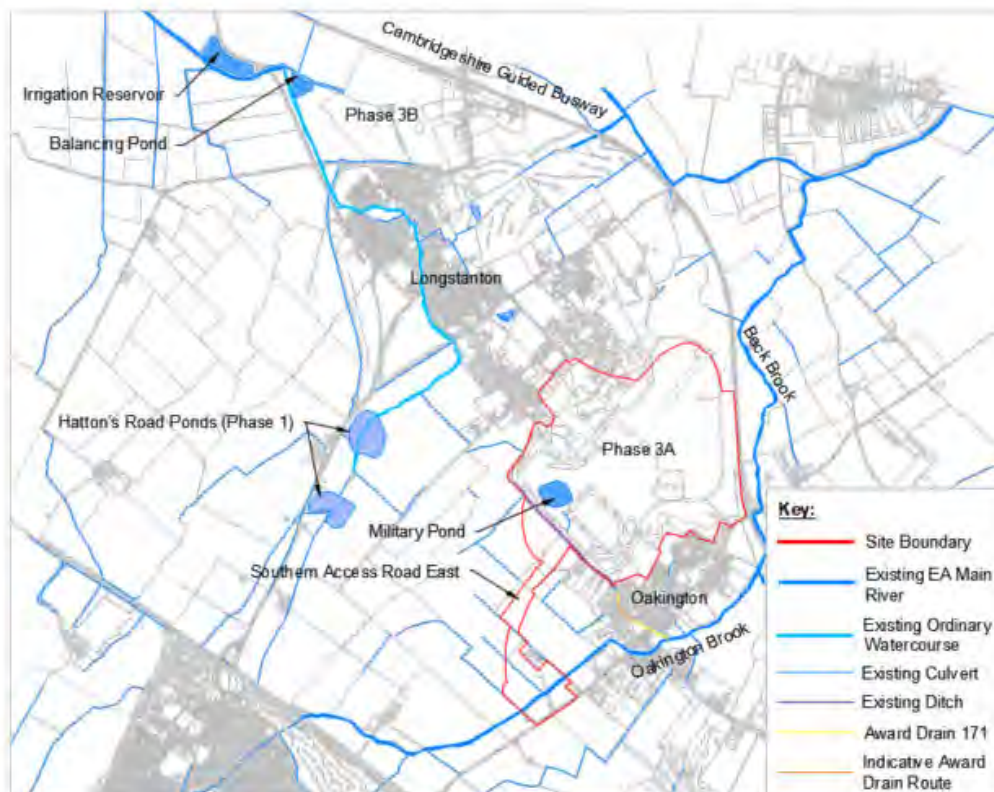 Cambridgeshire Guided Busway
Irrigation Reservoir
Phase 3B
Balancing Pond
Longstanton
Back Brook
Hatton's Road Ponds (Phase 1)
Phase 3A
Military Pond
Southern Access Road East
Oakington
Oakington Brook
Key:
Site Boundary
Existing EA Main
River
Existing Ordinary
Watercourse
Existing Culvert
Existing Ditch
Award Drain 171
Indicative Award
Drain Route